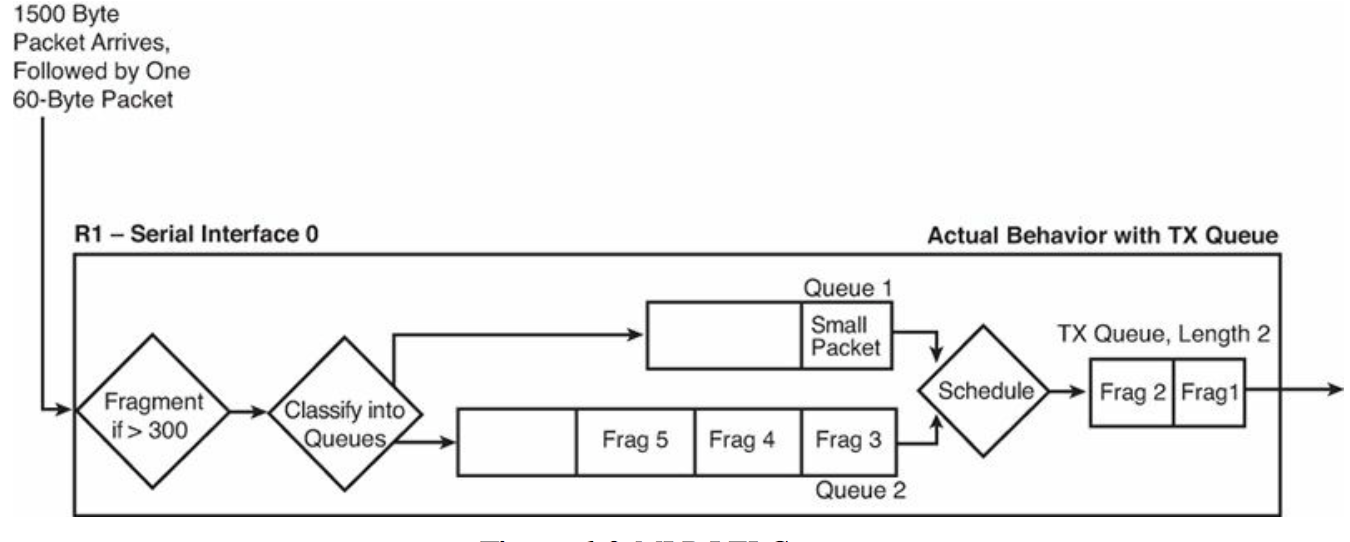 1500 Byte
Packet Arrives,
Followed by One
60-Byte Packet
R1 – Serial Interface 0
Actual Behavior with TX Queue
Queue 1
Small
Packet
TX Queue, Length 2
Fragment
if > 300
Classify into
Queues
Schedule
Frag 2
Frag1
Frag 5
Frag 4
Frag 3
Queue 2